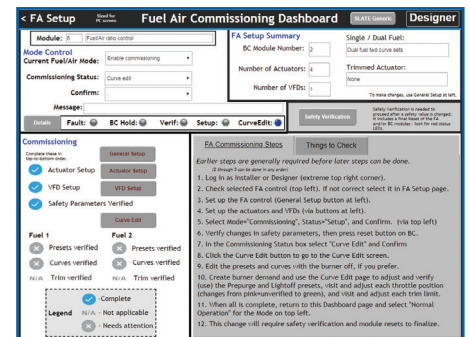 < FA Setup
Sized for
PC screen
Fuel Air Commissioning Dashboard
SLATE Generic
Designer
Module: 6 Fuel/Air ratio control
Mode Control
Current Fuel/Air Mode: Enable commissioning
Commissioning Status: Curve edit
Confirm:
Message:
FA Setup Summary
BC Module Number: 2
Number of Actuators: 4
Number of VFDs: 1
Single / Dual Fuel:
Dual fuel two curve sets
Trimmed Actuator:
None
To make changes, use General Setup at left.
Details Fault: BC Hold: Verif: Setup: CurveEdit:
Safety Verification
Safety Verification is needed to
proceed after a safety value is changed.
It includes a final Reset of the FA
and/or BC modules - look for red status
LEDs.
Commissioning
Complete these in
top-to-bottom order.
General Setup
Actuator Setup Actuator Setup
VFD Setup VFD Setup
Safety Parameters Verified
Curve Edit
Fuel 1 Fuel 2
Presets verified Presets verified
Curves verified Curves verified
N/A Trim verified N/A Trim verified
Legend
-Complete
N/A - Not applicable
- Needs attention
FA Commissioning Steps Things to Check
Earlier steps are generally required before later steps can be done.
(2 through 5 can be done in any order)
1. Log in as Installer or Designer (extreme top right corner).
2. Check selected FA control (top left). If not correct select it in FA Setup page.
3. Set up the FA control (General Setup button at left).
4. Set up the actuators and VFDs (via buttons at left).
5. Select Mode="Commissioning", Status="Setup", and Confirm. (via top left)
6. Verify changes in safety parameters, then press reset button on BC.
7. In the Commissioning Status box select "Curve Edit" and Confirm
8. Click the Curve Edit button to go to the Curve Edit screen.
9. Edit the presets and curves with the burner off, if you prefer.
10. Create burner demand and use the Curve Edit page to adjust and verify
(use) the Prepurge and Lightoff presets, visit and adjust each throttle position
(changes from pink=unverified to green), and visit and adjust each trim limit.
11. When all is complete, return to this Dashboard page and select "Normal
Operation" for the Mode on top left.
12. This change will require safety verification and module resets to finalize.